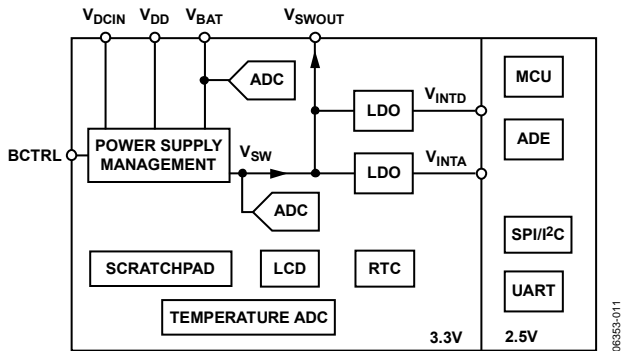 VDCIN VDD VBAT VSWOUT
ADC
MCU
LDO VINTD
ADE
BCTRL POWER SUPPLY
MANAGEMENT
VSW
LDO VINTA
ADC
SPI/I2C
SCRATCHPAD LCD RTC
UART
TEMPERATURE ADC
3.3V 2.5V
06353-011